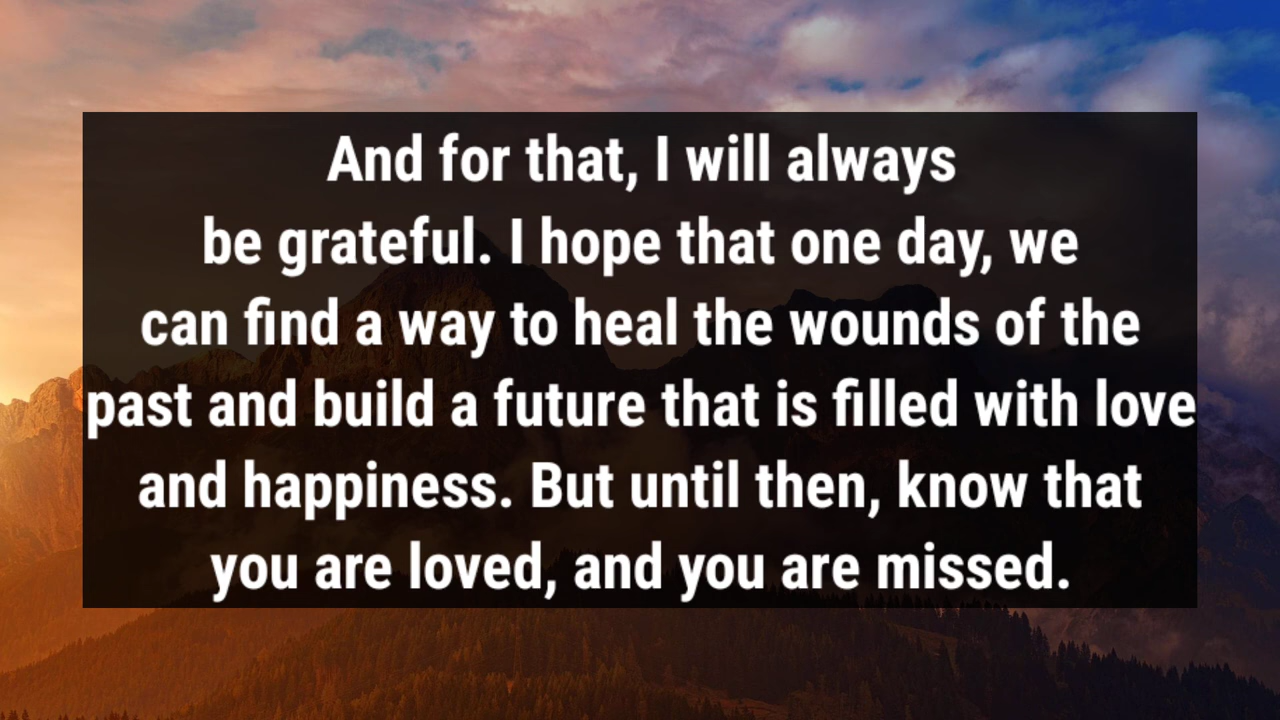 And for that, I will always
be grateful. I hope that one day, we
can find a way to heal the wounds of the
past and build a future that is filled with love
and happiness. But until then, know that
you are loved, and you are missed.